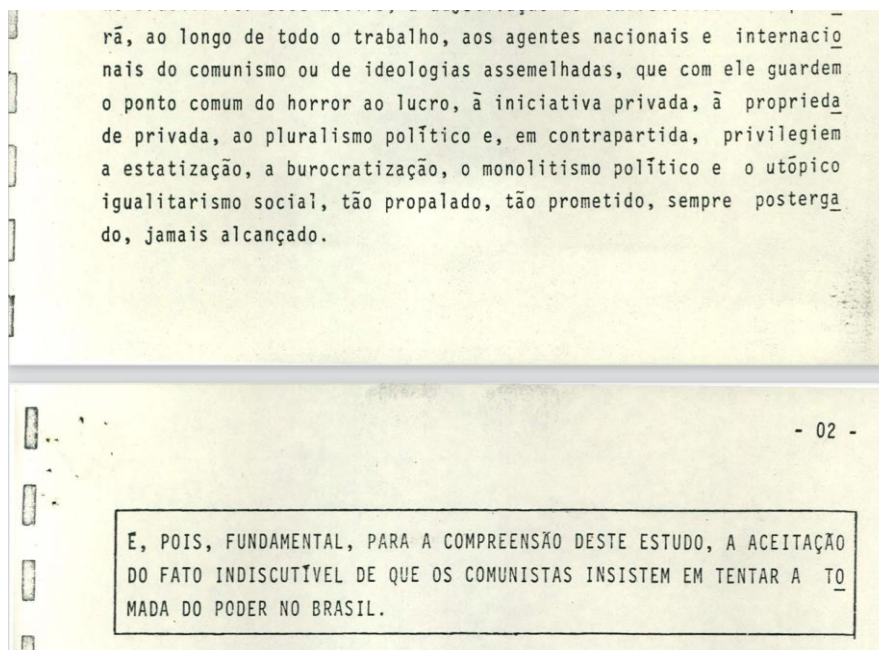 rá, ao longo de todo o trabalho, aos agentes nacionais e internacio
nais do comunismo ou de ideologias assemelhadas, que com ele guardem
o ponto comum do horror ao lucro, à iniciativa privada, à proprieda
de privada, ao pluralismo político e, em contrapartida, privilegiem
a estatização, a burocratização, o monolitismo político e o utópico
igualitarismo social, tão propalado, tão prometido, sempre posterga
do, jamais alcançado.
- 02 -
É, POIS, FUNDAMENTAL, PARA A COMPREENSÃO DESTE ESTUDO, A ACEITAÇÃO
DO FATO INDISCUTÍVEL DE QUE OS COMUNISTAS INSISTEM EM TENTAR A TO
MADA DO PODER NO BRASIL.